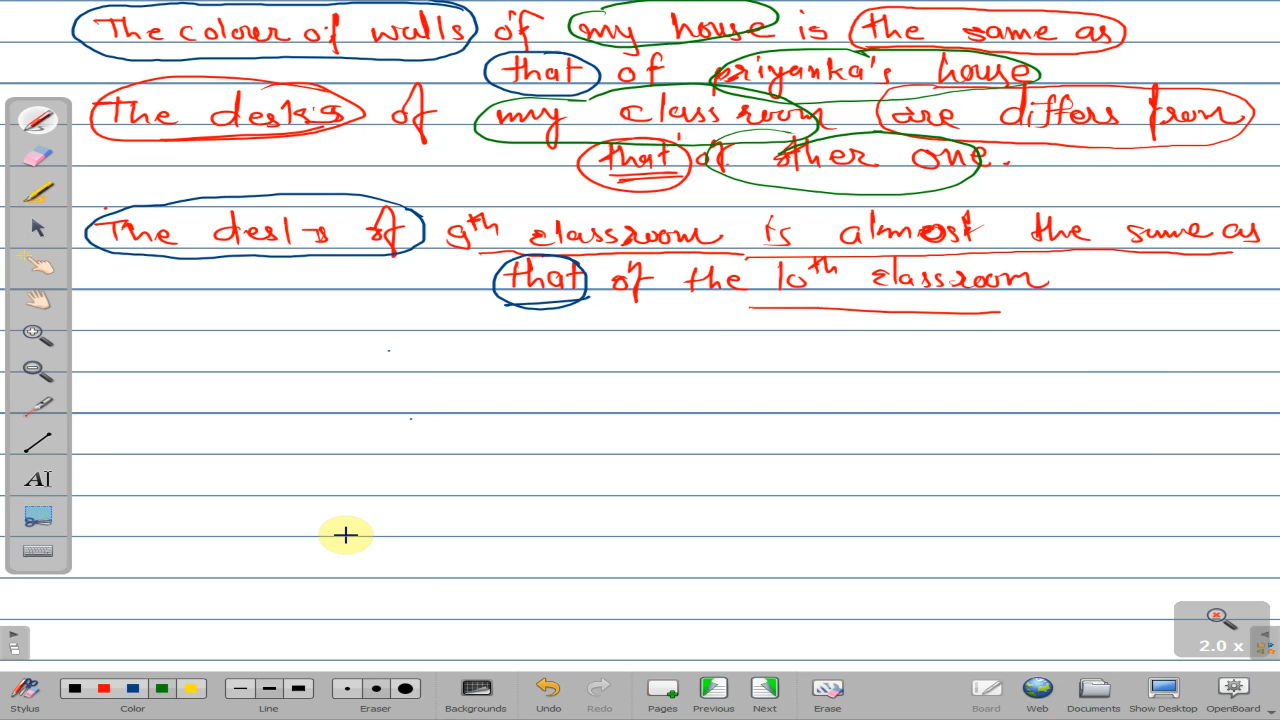 The colour of walls of my house is the same as
that of priyanka's house
The desks of my classroom are differs from
that of other one.
The desks of 9th classroom is almost the same as
that of the 10th classroom
AI
2.0 x
Stylus Color Line Eraser Backgrounds Undo Redo Pages Previous Next Erase Board Web Documents Show Desktop OpenBoard